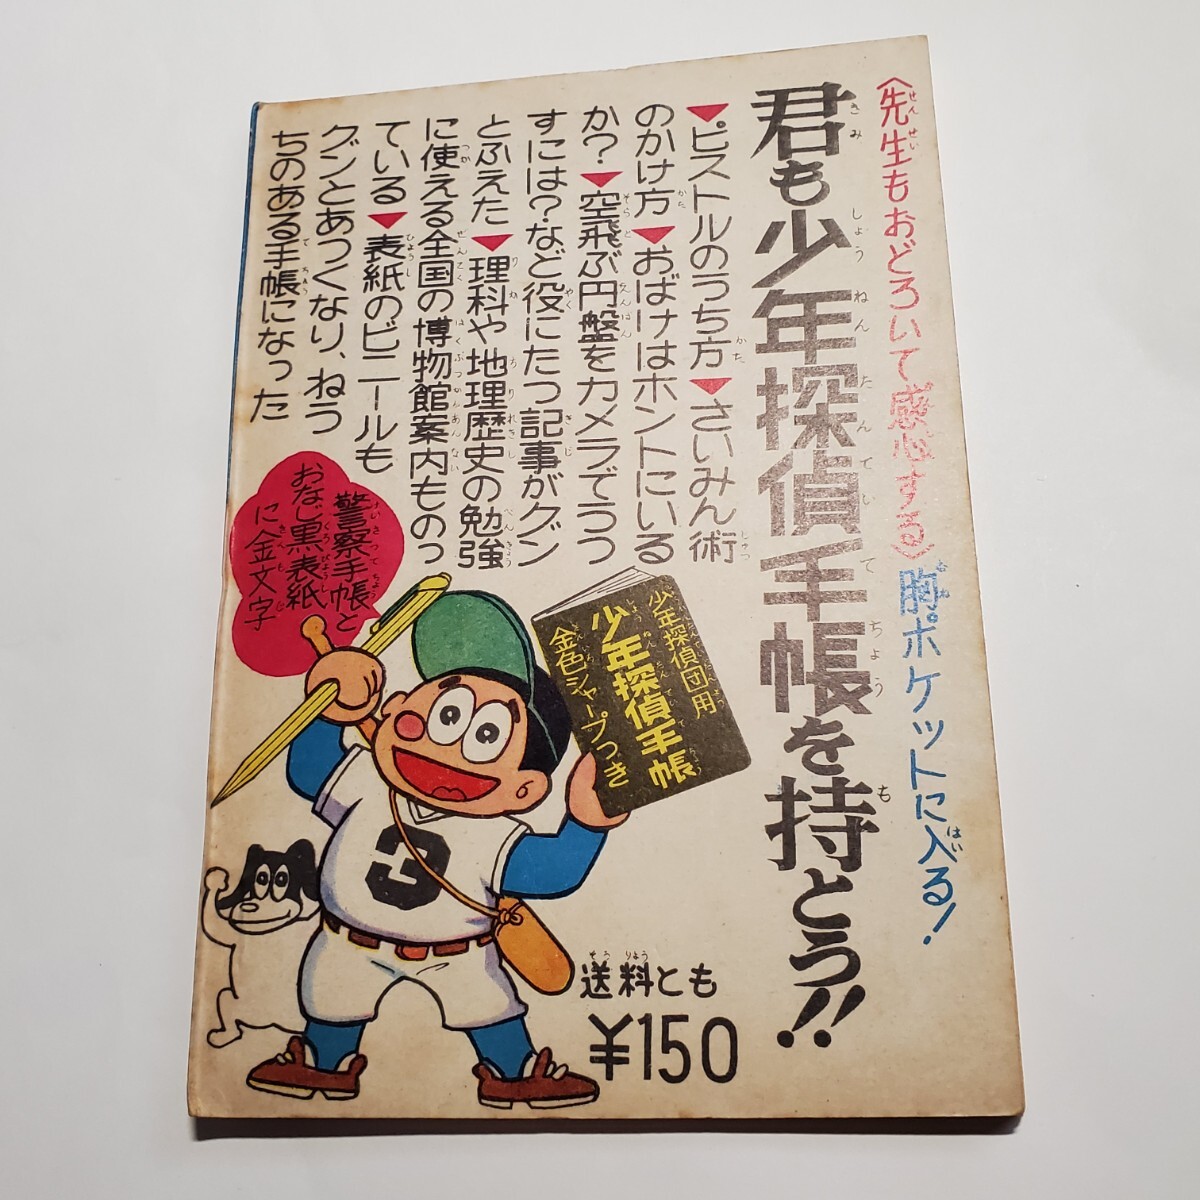 〈先生もおどろいて感心する〉胸ポケットに入る!
君も少年探偵手帳を持とう!!
▼ピストルのうち方▼さいみん術
のかけ方▼おばけはホントにいる
か?▼空飛ぶ円盤をカメラでうつ
すには?など役にたつ記事がグン
とふえた▼理科や地理歴史の勉強
に使える全国の博物館案内ものっ
ている▼表紙のビニールも
グンとあつくなり、ねう
ちのある手帳になった
警察手帳と
おなじ黒表紙
に金文字
少年探偵団用
少年探偵手帳
金色シャープつき
送料とも
¥150